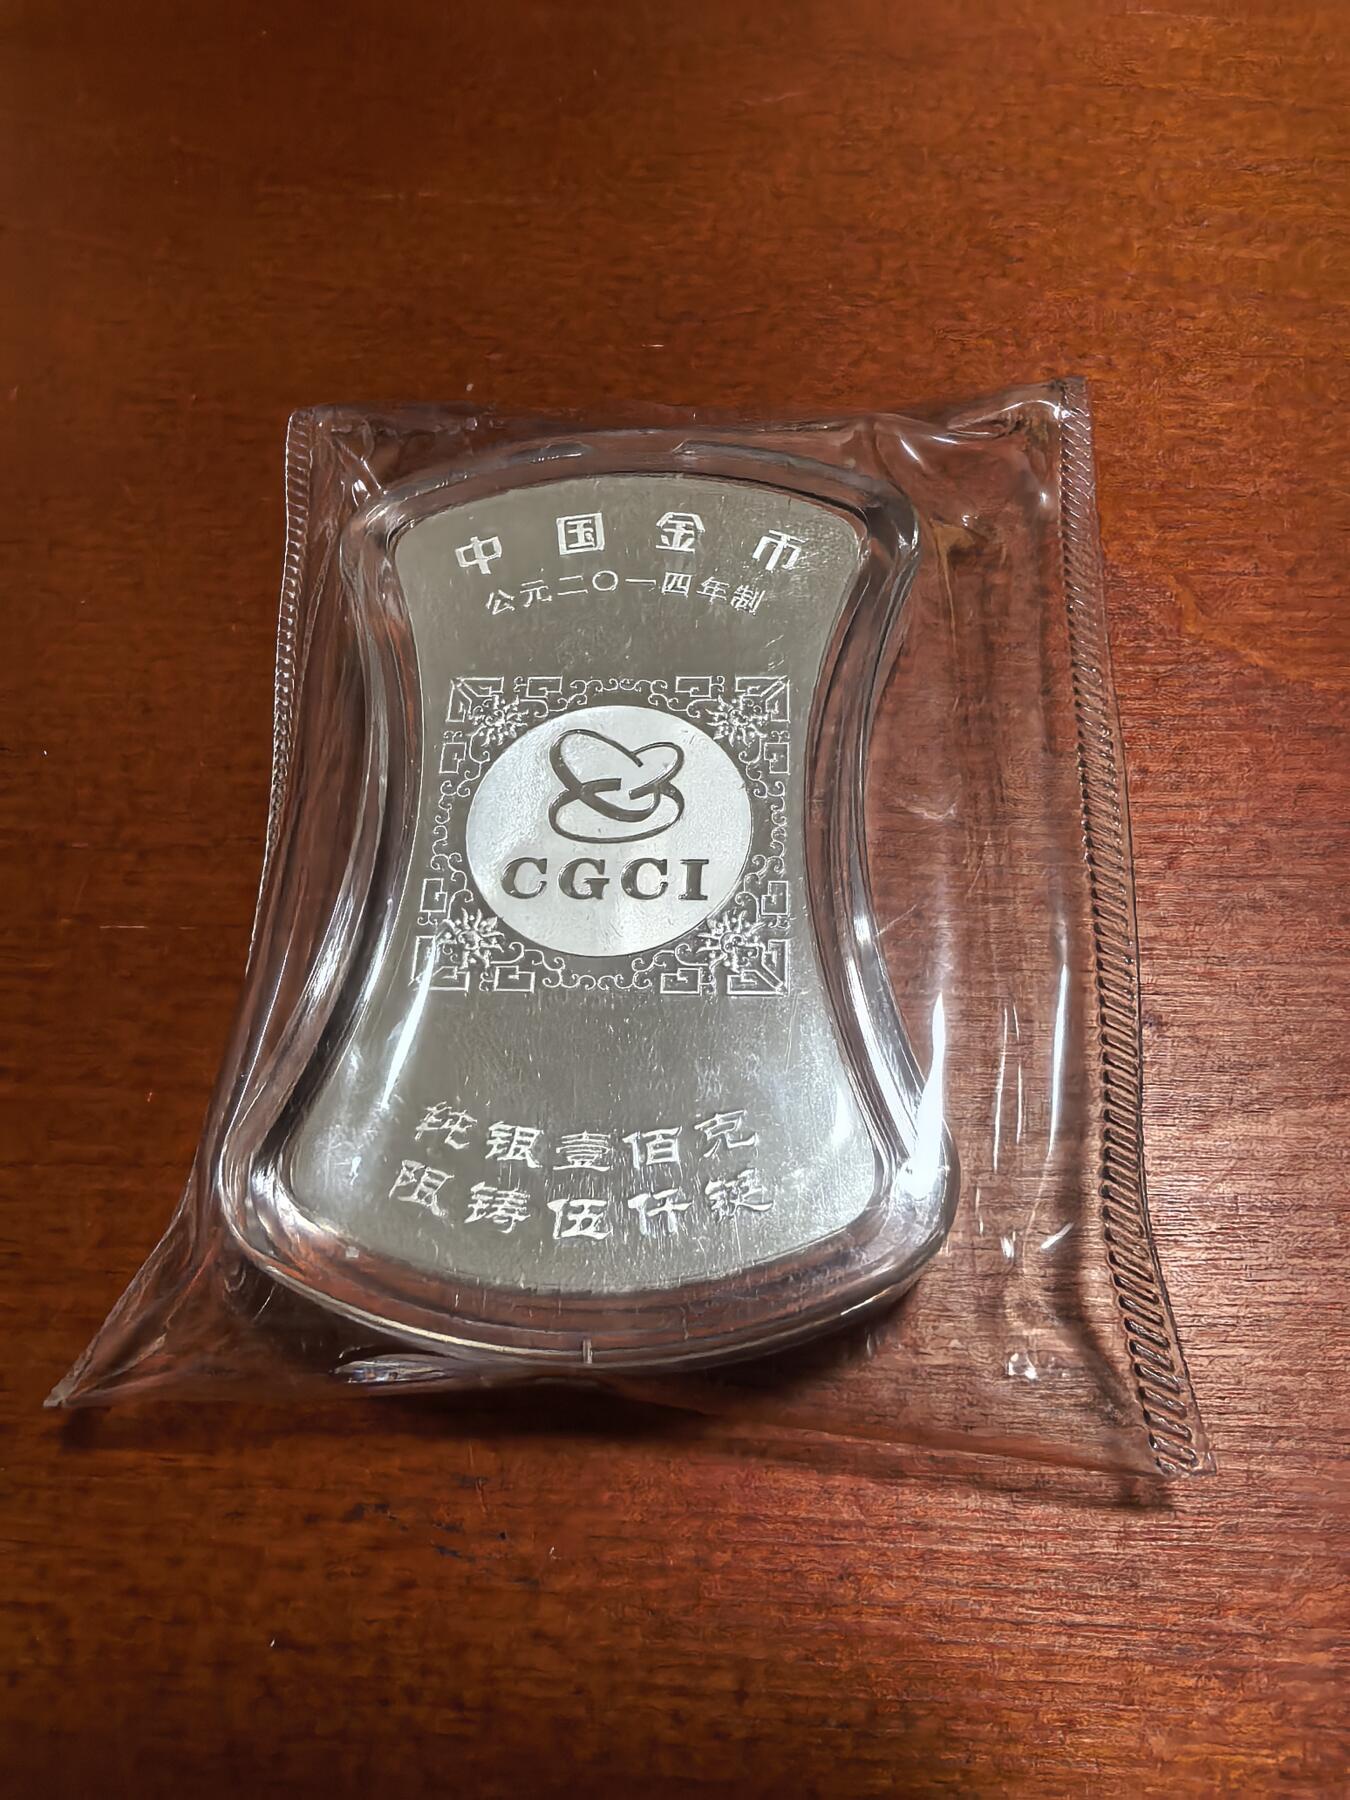 中国金币
公元二〇一四年制
CGCI
纯银壹佰克
限铸伍仟铤